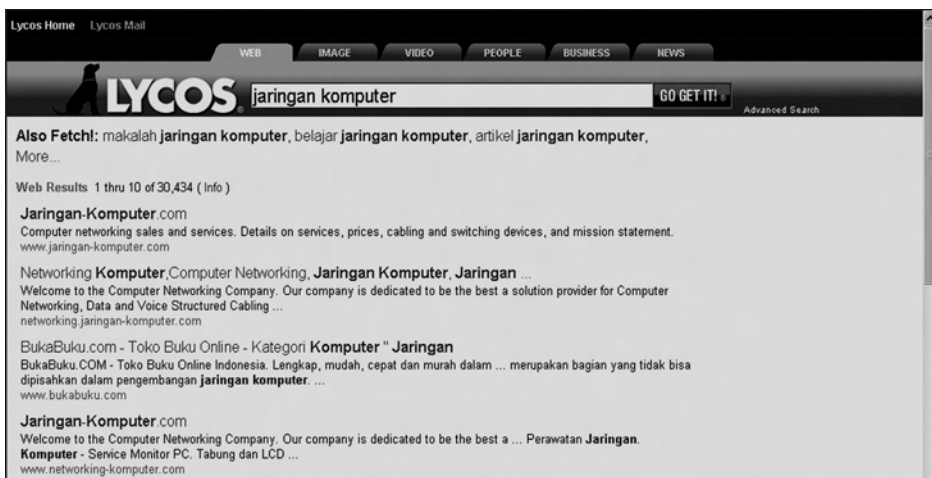 Lycos Home Lycos Mail
WEB IMAGE VIDEO PEOPLE BUSINESS NEWS
LYCOS jaringan komputer GO GET IT!
Advanced Search
Also Fetch!: makalah jaringan komputer, belajar jaringan komputer, artikel jaringan komputer,
More...
Web Results 1 thru 10 of 30,434 ( Info )
Jaringan-Komputer.com
Computer networking sales and services. Details on services, prices, cabling and switching devices, and mission statement.
www.jaringan-komputer.com
Networking Komputer,Computer Networking, Jaringan Komputer, Jaringan ...
Welcome to the Computer Networking Company. Our company is dedicated to be the best a solution provider for Computer
Networking, Data and Voice Structured Cabling ...
networking.jaringan-komputer.com
BukaBuku.com - Toko Buku Online - Kategori Komputer " Jaringan
BukaBuku.COM - Toko Buku Online Indonesia. Lengkap, mudah, cepat dan murah dalam ... merupakan bagian yang tidak bisa
dipisahkan dalam pengembangan jaringan komputer. ...
www.bukabuku.com
Jaringan-Komputer.com
Welcome to the Computer Networking Company. Our company is dedicated to be the best a ... Perawatan Jaringan.
Komputer - Service Monitor PC. Tabung dan LCD ...
www.networking-komputer.com